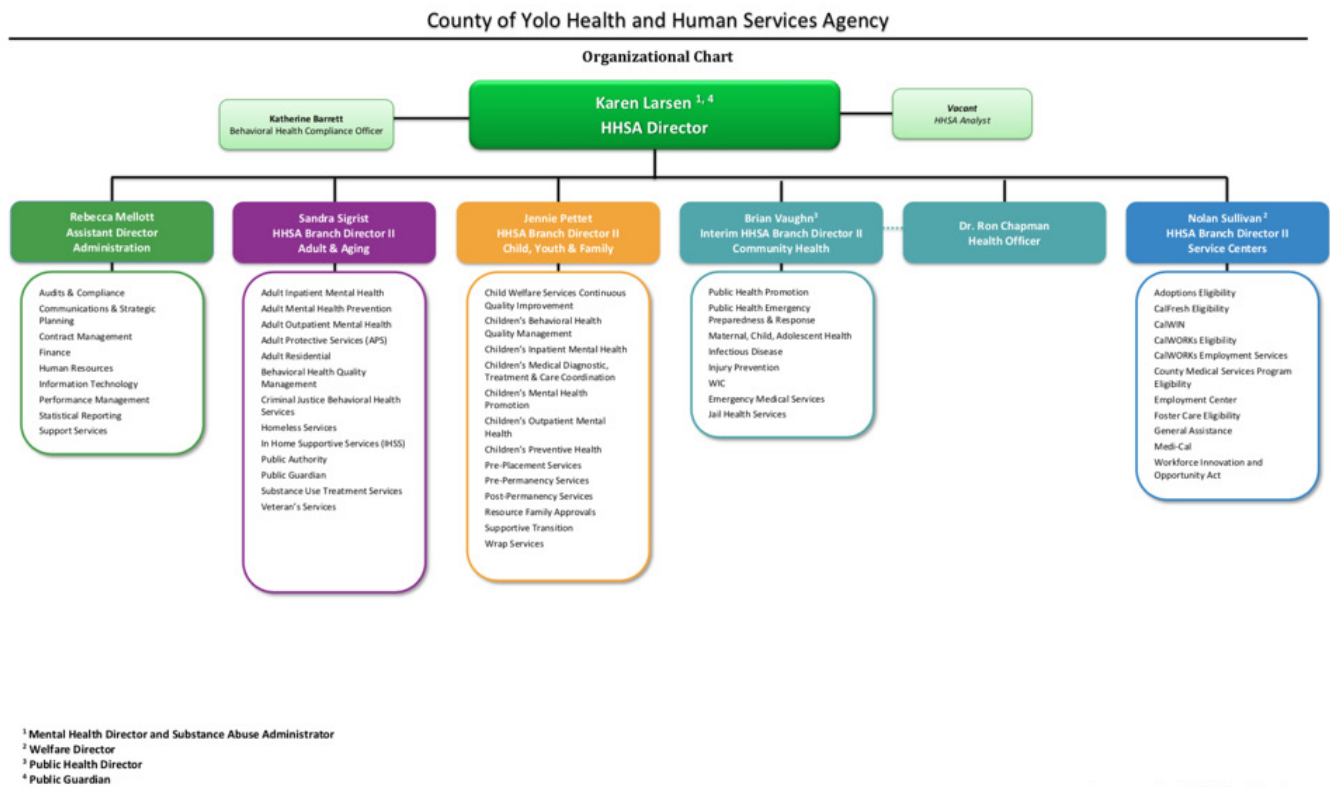 County of Yolo Health and Human Services Agency
Organizational Chart
Karen Larsen 1, 4
HHSA Director
Katherine Barrett
Behavioral Health Compliance Officer
Vacant
HHSA Analyst
Rebecca Mellott
Assistant Director
Administration
Audits & Compliance
Communications & Strategic
Planning
Contract Management
Finance
Human Resources
Information Technology
Performance Management
Statistical Reporting
Support Services
Sandra Sigrist
HHSA Branch Director II
Adult & Aging
Adult Inpatient Mental Health
Adult Mental Health Prevention
Adult Outpatient Mental Health
Adult Protective Services (APS)
Adult Residential
Behavioral Health Quality
Management
Criminal Justice Behavioral Health
Services
Homeless Services
In Home Supportive Services (IHSS)
Public Authority
Public Guardian
Substance Use Treatment Services
Veteran's Services
Jennie Pettet
HHSA Branch Director II
Child, Youth & Family
Child Welfare Services Continuous
Quality Improvement
Children's Behavioral Health
Quality Management
Children's Inpatient Mental Health
Children's Medical Diagnostic,
Treatment & Care Coordination
Children's Mental Health
Promotion
Children's Outpatient Mental
Health
Children's Preventive Health
Pre-Placement Services
Pre-Permanency Services
Post-Permanency Services
Resource Family Approvals
Supportive Transition
Wrap Services
Brian Vaughn3
Interim HHSA Branch Director II
Community Health
Public Health Promotion
Public Health Emergency
Preparedness & Response
Maternal, Child, Adolescent Health
Infectious Disease
Injury Prevention
WIC
Emergency Medical Services
Jail Health Services
Dr. Ron Chapman
Health Officer
Nolan Sullivan 2
HHSA Branch Director II
Service Centers
Adoptions Eligibility
CalFresh Eligibility
CalWIN
CalWORKs Eligibility
CalWORKs Employment Services
County Medical Services Program
Eligibility
Employment Center
Foster Care Eligibility
General Assistance
Medi-Cal
Workforce Innovation and
Opportunity Act
1 Mental Health Director and Substance Abuse Administrator
2 Welfare Director
3 Public Health Director
4 Public Guardian